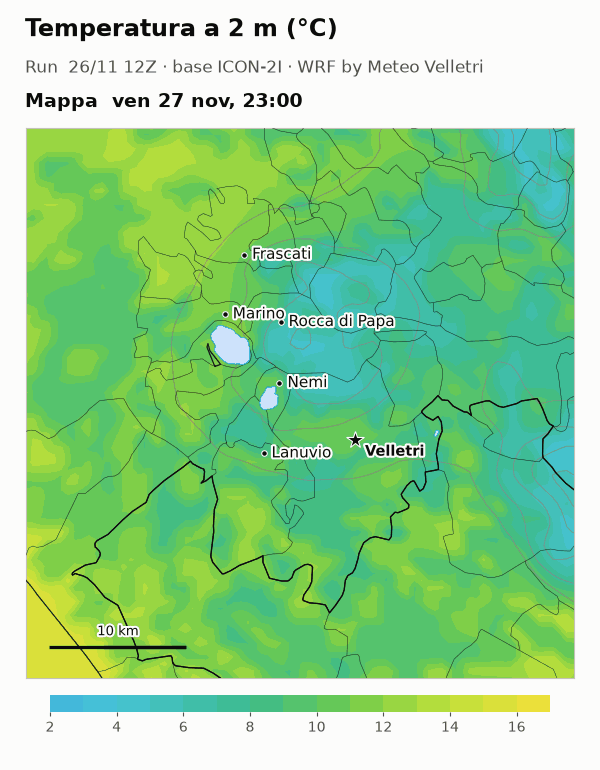 Temperatura a 2 m (°C)
Run  26/11 12Z · base ICON-2I · WRF by Meteo Velletri
Mappa  ven 27 nov, 23:00
Frascati
Marino
Rocca di Papa
Nemi
Velletri
Lanuvio
10 km
2 4 6 8 10 12 14 16